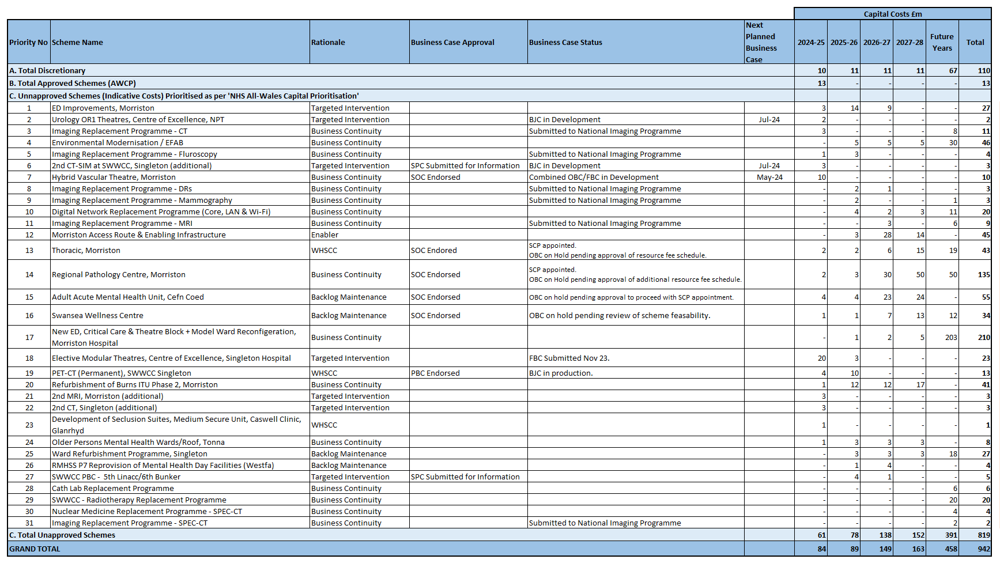 Capital Costs £m
Priority No Scheme Name Rationale Business Case Approval Business Case Status Next Planned Business Case 2024-25 2025-26 2026-27 2027-28 Future Years Total
A. Total Discretionary 10 11 11 11 67 110
B. Total Approved Schemes (AWCP) 13 - - - - 13
C. Unnapproved Schemes (Indicative Costs) Prioritised as per 'NHS All-Wales Capital Prioritisation'
1 ED Improvements, Morriston Targeted Intervention 3 14 9 - - 27
2 Urology OR1 Theatres, Centre of Excellence, NPT Targeted Intervention BJC in Development Jul-24 2 - - - - 2
3 Imaging Replacement Programme - CT Business Continuity Submitted to National Imaging Programme 3 - - - 8 11
4 Environmental Modernisation / EFAB Business Continuity - 5 5 5 30 46
5 Imaging Replacement Programme - Fluroscopy Business Continuity Submitted to National Imaging Programme 1 3 - - - 4
6 2nd CT-SIM at SWWCC, Singleton (additional) Targeted Intervention SPC Submitted for Information BJC in Development Jul-24 3 - - - - 3
7 Hybrid Vascular Theatre, Morriston Business Continuity SOC Endorsed Combined OBC/FBC in Development May-24 10 - - - - 10
8 Imaging Replacement Programme - DRs Business Continuity Submitted to National Imaging Programme - 2 1 - - 3
9 Imaging Replacement Programme - Mammography Business Continuity Submitted to National Imaging Programme - 2 - - 1 3
10 Digital Network Replacement Programme (Core, LAN & Wi-Fi) Business Continuity - 4 2 3 11 20
11 Imaging Replacement Programme - MRI Business Continuity Submitted to National Imaging Programme - - 3 - 6 9
12 Morriston Access Route & Enabling Infrastructure Enabler - 3 28 14 - 45
13 Thoracic, Morriston WHSCC SOC Endored SCP appointed.
OBC on Hold pending approval of resource fee schedule. 2 2 6 15 19 43
14 Regional Pathology Centre, Morriston Business Continuity SOC Endorsed SCP appointed.
OBC on Hold pending approval of additional resource fee schedule. 2 3 30 50 50 135
15 Adult Acute Mental Health Unit, Cefn Coed Backlog Maintenance SOC Endorsed OBC on hold pending approval to proceed with SCP appointment. 4 4 23 24 - 55
16 Swansea Wellness Centre Backlog Maintenance SOC Endorsed OBC on hold pending review of scheme feasability. 1 1 7 13 12 34
17 New ED, Critical Care & Theatre Block + Model Ward Reconfigeration,
Morriston Hospital Business Continuity - 1 2 5 203 210
18 Elective Modular Theatres, Centre of Excellence, Singleton Hospital Targeted Intervention FBC Submitted Nov 23. 20 3 - - - 23
19 PET-CT (Permanent), SWWCC Singleton WHSCC PBC Endorsed BJC in production. 4 10 - - - 13
20 Refurbishment of Burns ITU Phase 2, Morriston Business Continuity 1 12 12 17 - 41
21 2nd MRI, Morriston (additional) Targeted Intervention 3 - - - - 3
22 2nd CT, Singleton (additional) Targeted Intervention 3 - - - - 3
23 Development of Seclusion Suites, Medium Secure Unit, Caswell Clinic,
Glanrhyd WHSCC 1 - - - - 1
24 Older Persons Mental Health Wards/Roof, Tonna Business Continuity 1 3 3 3 - 8
25 Ward Refurbishment Programme, Singleton Backlog Maintenance - 3 3 3 18 27
26 RMHSS P7 Reprovision of Mental Health Day Facilities (Westfa) Backlog Maintenance - 1 4 - - 4
27 SWWCC PBC - 5th Linacc/6th Bunker Targeted Intervention SPC Submitted for Information - 4 1 - - 5
28 Cath Lab Replacement Programme Business Continuity - - - - 6 6
29 SWWCC - Radiotherapy Replacement Programme Business Continuity - - - - 20 20
30 Nuclear Medicine Replacement Programme - SPEC-CT Business Continuity - - - - 4 4
31 Imaging Replacement Programme - SPEC-CT Business Continuity Submitted to National Imaging Programme - - - - 2 2
C. Total Unapproved Schemes 61 78 138 152 391 819
GRAND TOTAL 84 89 149 163 458 942